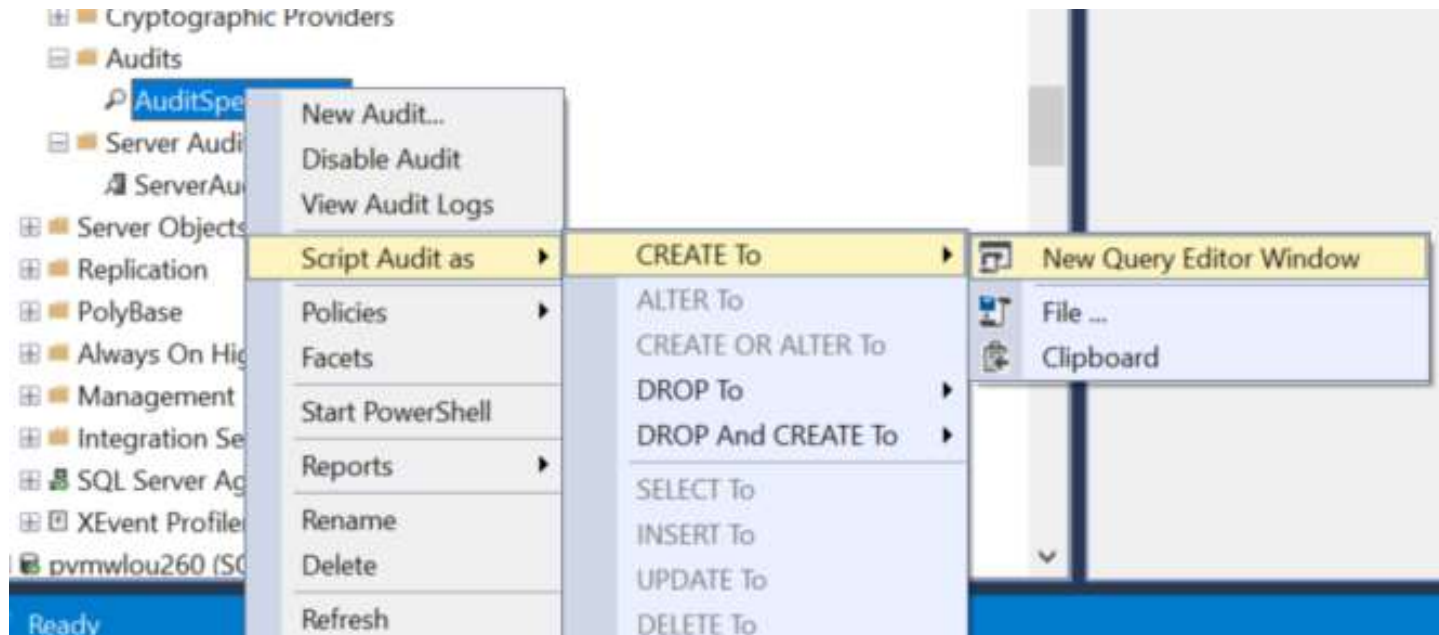 Cryptographic Providers
Audits
AuditSpe
Server Audi
ServerAu
Server Objects
Replication
PolyBase
Always On Hig
Management
Integration Se
SQL Server Ag
XEvent Profile
pvmwlou260 (SQ
Ready
New Audit...
Disable Audit
View Audit Logs
Script Audit as
Policies
Facets
Start PowerShell
Reports
Rename
Delete
Refresh
CREATE To
ALTER To
CREATE OR ALTER To
DROP To
DROP And CREATE To
SELECT To
INSERT To
UPDATE To
DELETE To
New Query Editor Window
File ...
Clipboard